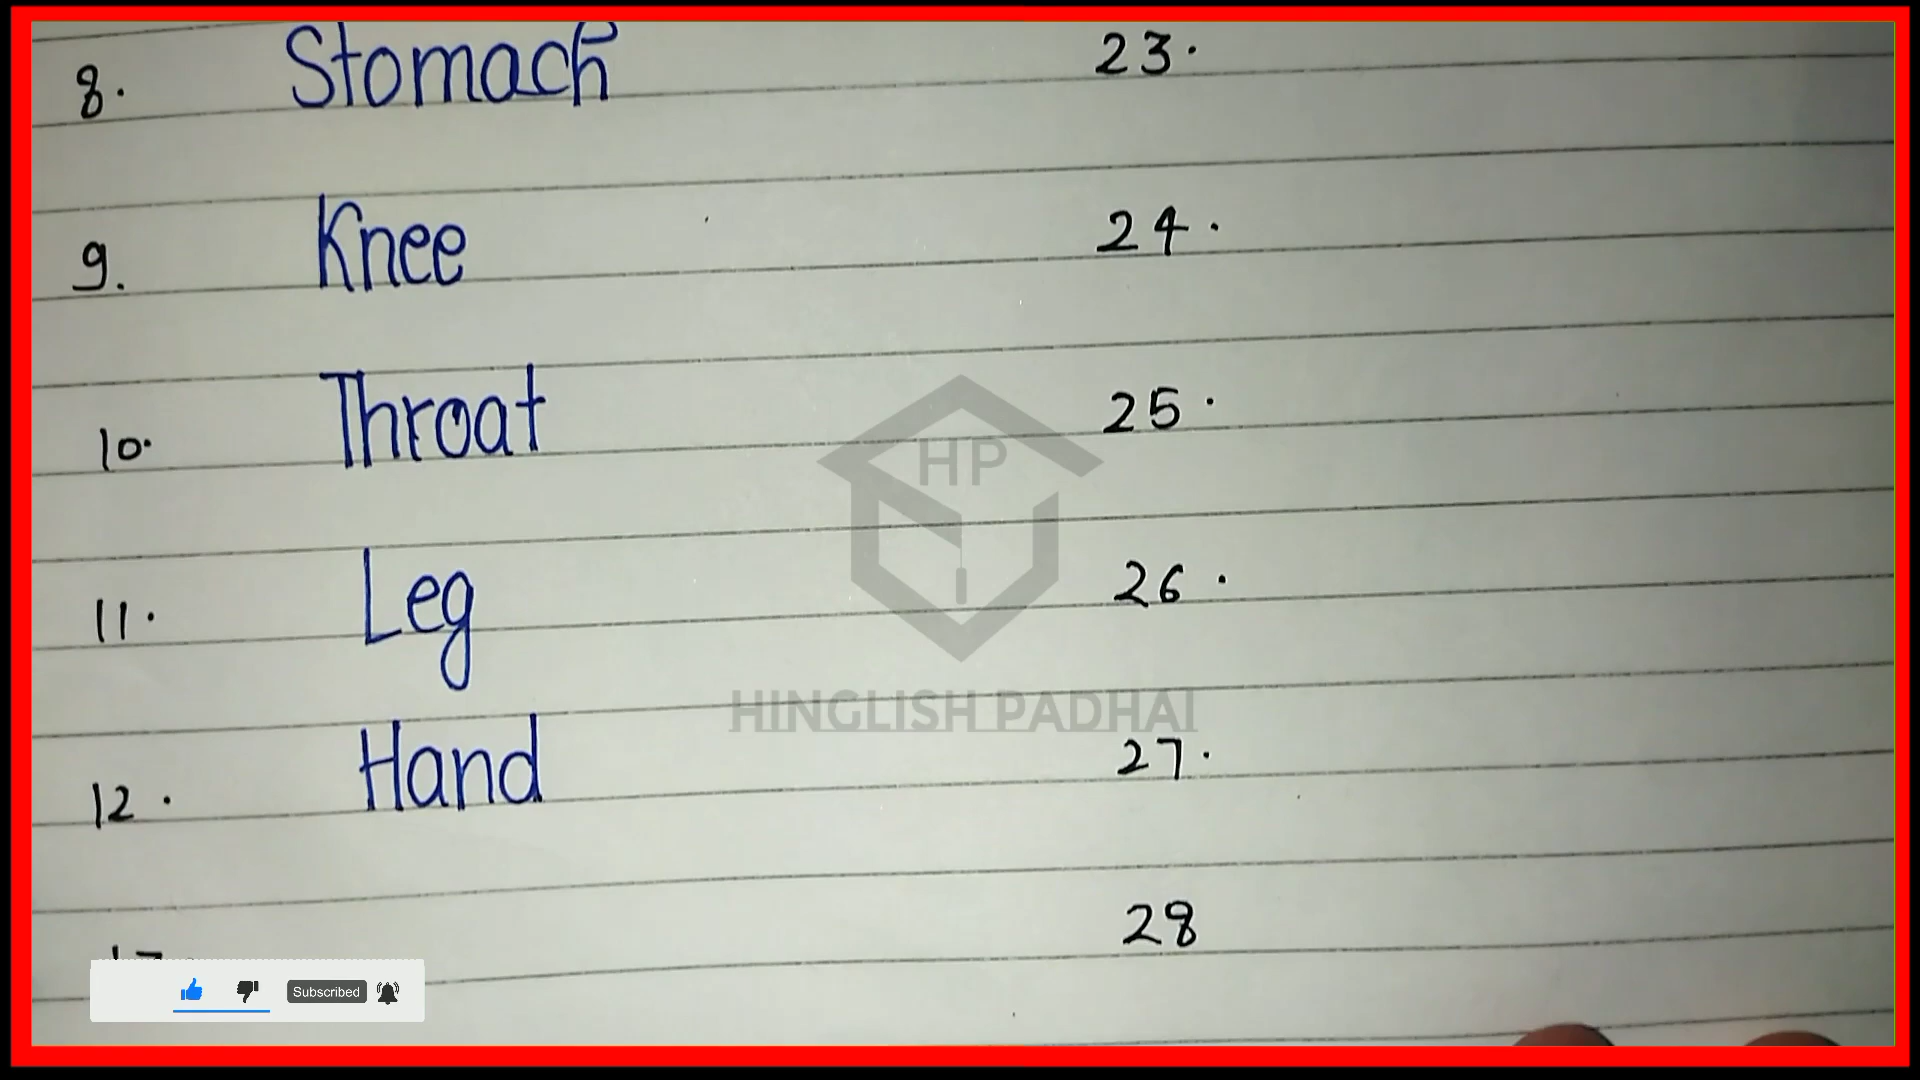 8. Stomach 23.
9. Knee 24.
HP
10. Throat 25.
11. Leg 26.
HINGLISH PADHAI
12. Hand 27.
28
Subscribed